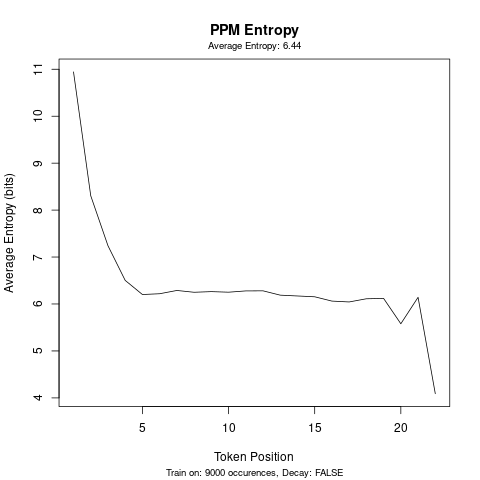 PPM Entropy
Average Entropy: 6.44
Average Entropy (bits)
11
10
9
8
7
6
5
4
5
10
15
20
Token Position
Train on: 9000 occurences, Decay: FALSE